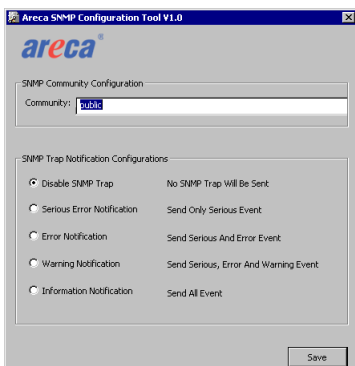 Areca SNMP Configuration Tool V1.0
areca®
SNMP Community Configuration
Community: public
SNMP Trap Notification Configurations
Disable SNMP Trap No SNMP Trap Will Be Sent
Serious Error Notification Send Only Serious Event
Error Notification Send Serious And Error Event
Warning Notification Send Serious, Error And Warning Event
Information Notification Send All Event
Save